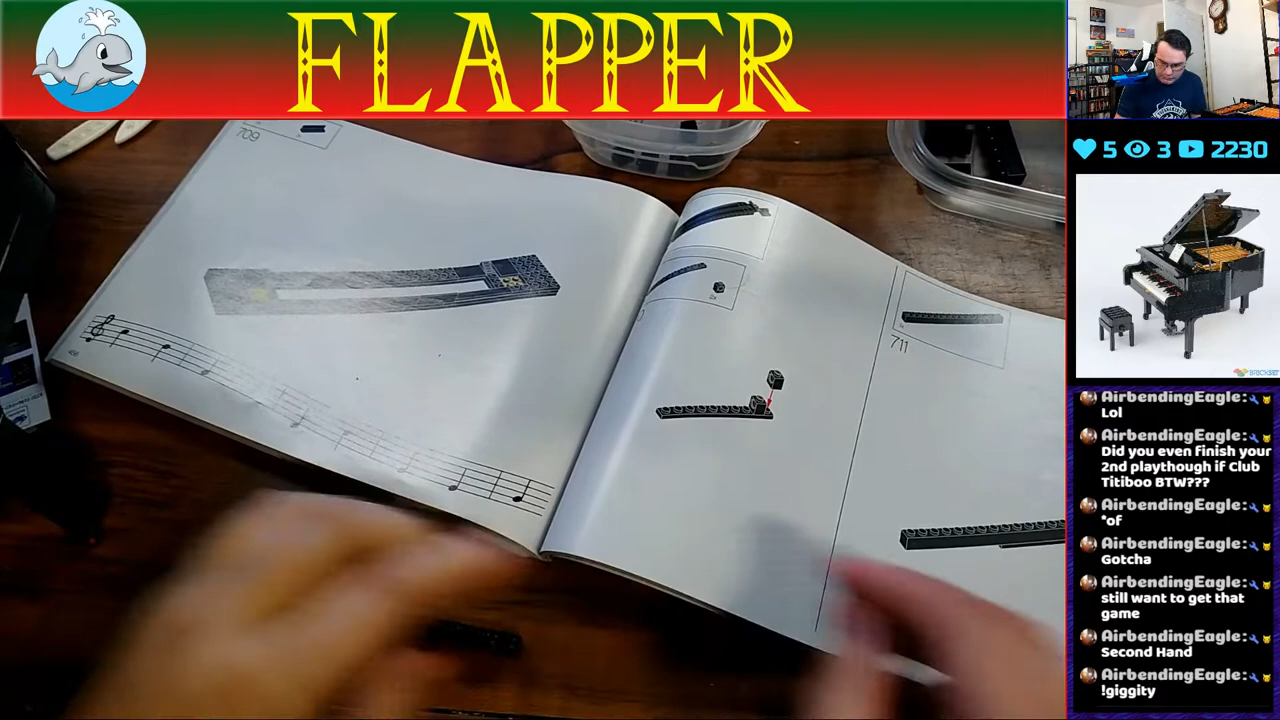 FLAPPER
5 3 2230
709
711
BRICKSET
AirbendingEagle:
Lol
AirbendingEagle:
Did you even finish your
2nd playthough if Club
Titiboo BTW???
AirbendingEagle:
*of
AirbendingEagle:
Gotcha
AirbendingEagle:
still want to get that
game
AirbendingEagle:
Second Hand
AirbendingEagle:
!giggity